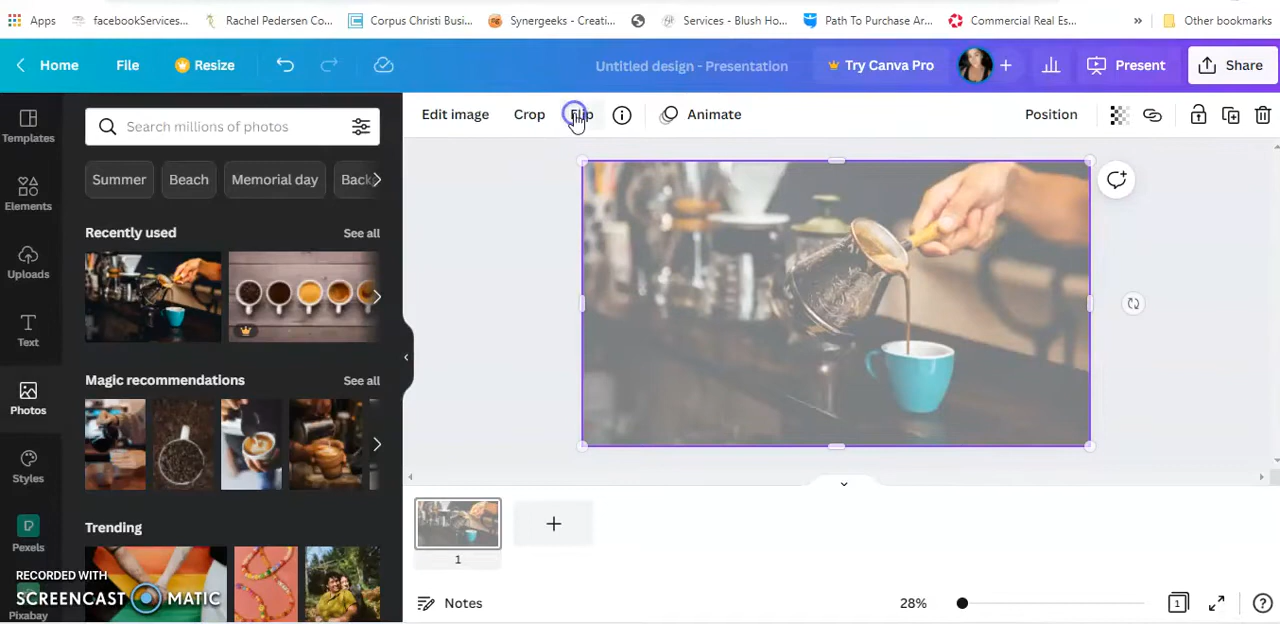 Apps facebookServices... Rachel Pedersen Co... Corpus Christi Busi... Synergeeks - Creati... Services - Blush Ho... Path To Purchase Ar... Commercial Real Es... » Other bookmarks
Home File Resize Untitled design - Presentation Try Canva Pro + Present Share
Edit image Crop Flip Animate Position
Templates
Elements
Uploads
Text
Photos
Styles
Pexels
Pixabay
Search millions of photos
Summer Beach Memorial day Back
Recently used See all
Magic recommendations See all
Trending
RECORDED WITH
SCREENCAST MATIC
1
Notes 28% 1 ?